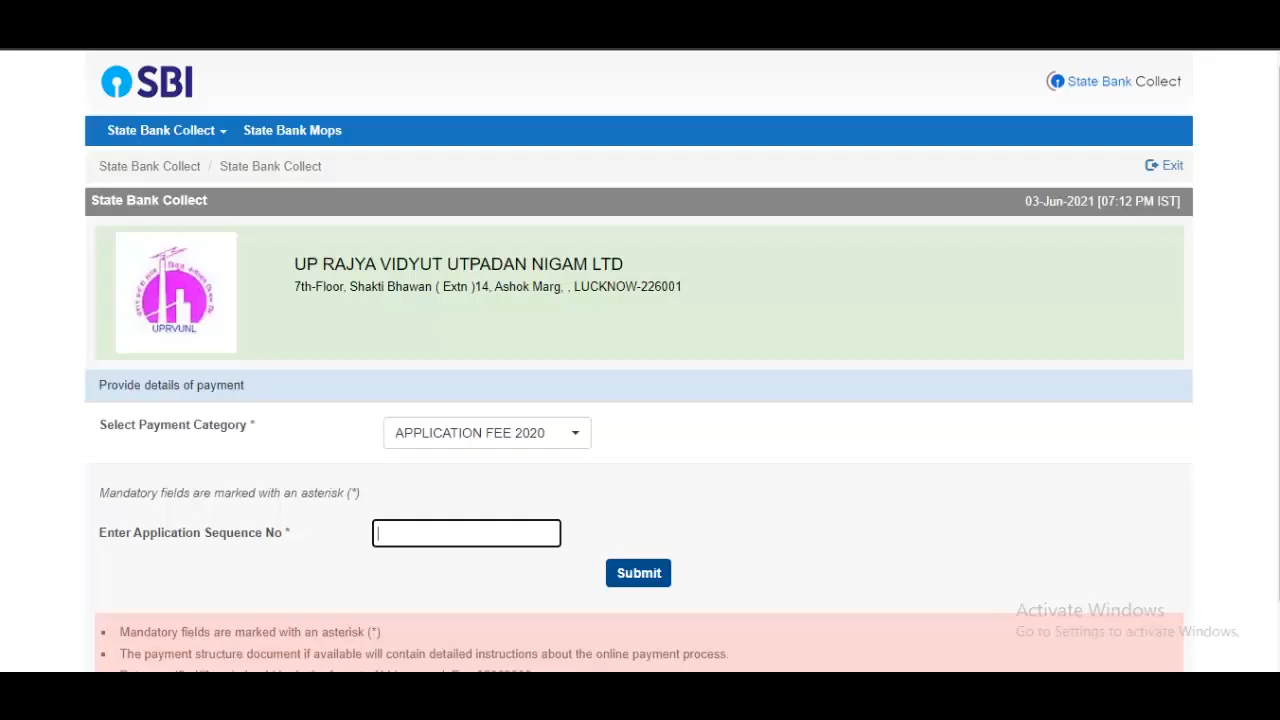 SBI
State Bank Collect
State Bank Collect State Bank Mops
State Bank Collect / State Bank Collect
Exit
State Bank Collect
03-Jun-2021 [07:12 PM IST]
UP RAJYA VIDYUT UTPADAN NIGAM LTD
7th-Floor, Shakti Bhawan ( Extn )14, Ashok Marg, , LUCKNOW-226001
UPRVUNL
Provide details of payment
Select Payment Category *
APPLICATION FEE 2020
Mandatory fields are marked with an asterisk (*)
Enter Application Sequence No *
Submit
Activate Windows
Go to Settings to activate Windows.
Mandatory fields are marked with an asterisk (*)
The payment structure document if available will contain detailed instructions about the online payment process.